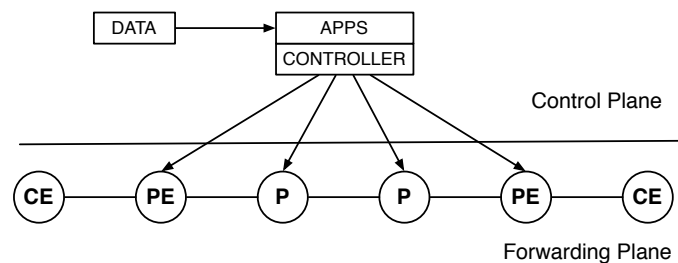 DATA
APPS
CONTROLLER
Control Plane
CE PE P P PE CE
Forwarding Plane